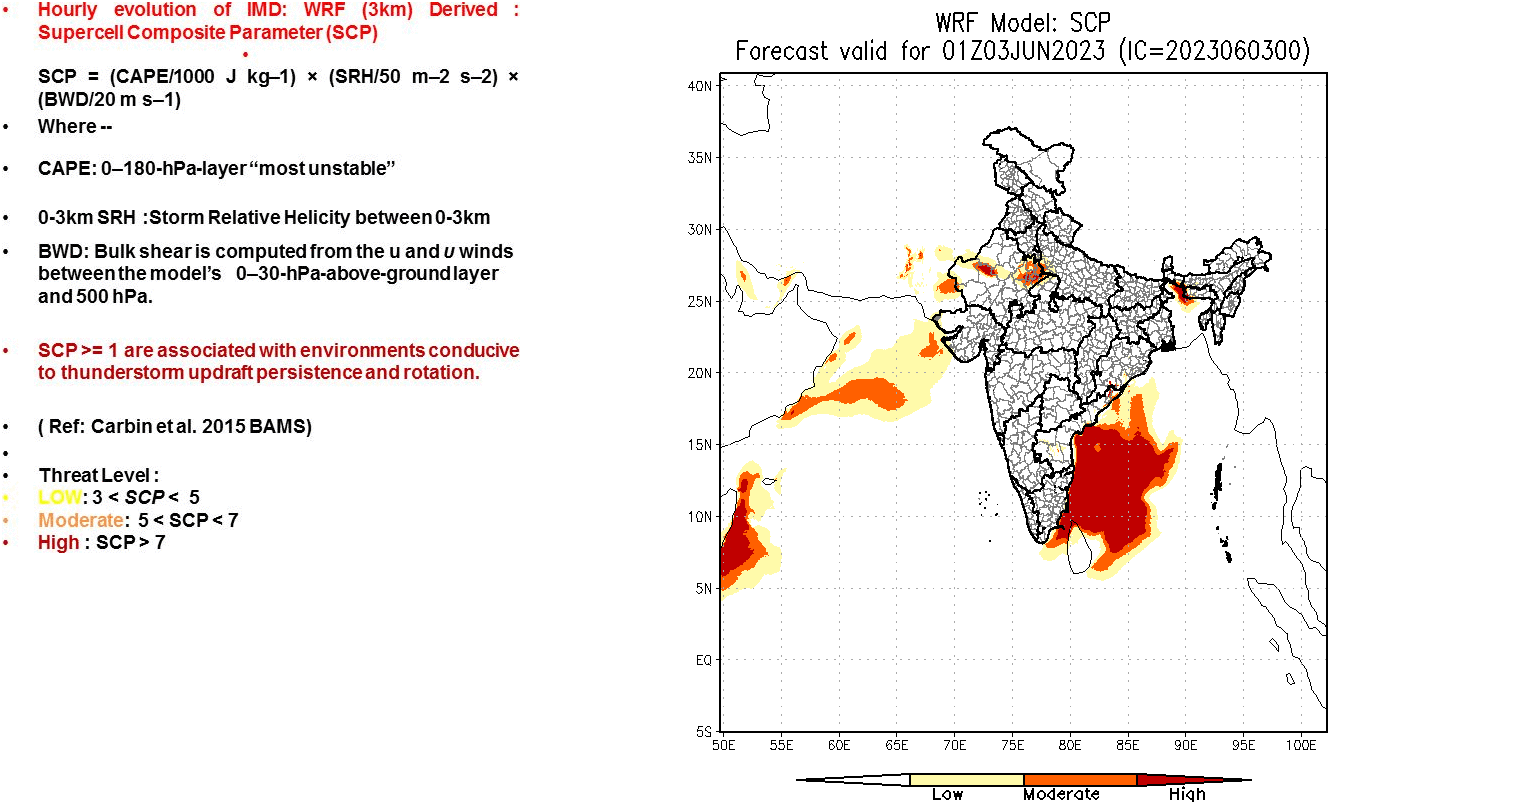 • Hourly evolution of IMD: WRF (3km) Derived :
Supercell Composite Parameter (SCP)
•
SCP = (CAPE/1000 J kg–1) × (SRH/50 m–2 s–2) ×
(BWD/20 m s–1)
• Where --
• CAPE: 0–180-hPa-layer “most unstable”
• 0-3km SRH :Storm Relative Helicity between 0-3km
• BWD: Bulk shear is computed from the u and υ winds
between the model’s 0–30-hPa-above-ground layer
and 500 hPa.
• SCP >= 1 are associated with environments conducive
to thunderstorm updraft persistence and rotation.
• ( Ref: Carbin et al. 2015 BAMS)
•
• Threat Level :
• LOW: 3 < SCP < 5
• Moderate: 5 < SCP < 7
• High : SCP > 7
WRF Model: SCP
Forecast valid for 01Z03JUN2023 (IC=2023060300)
40N
35N
30N
25N
20N
15N
10N
5N
EQ
5S
50E 55E 60E 65E 70E 75E 80E 85E 90E 95E 100E
Low Moderate High